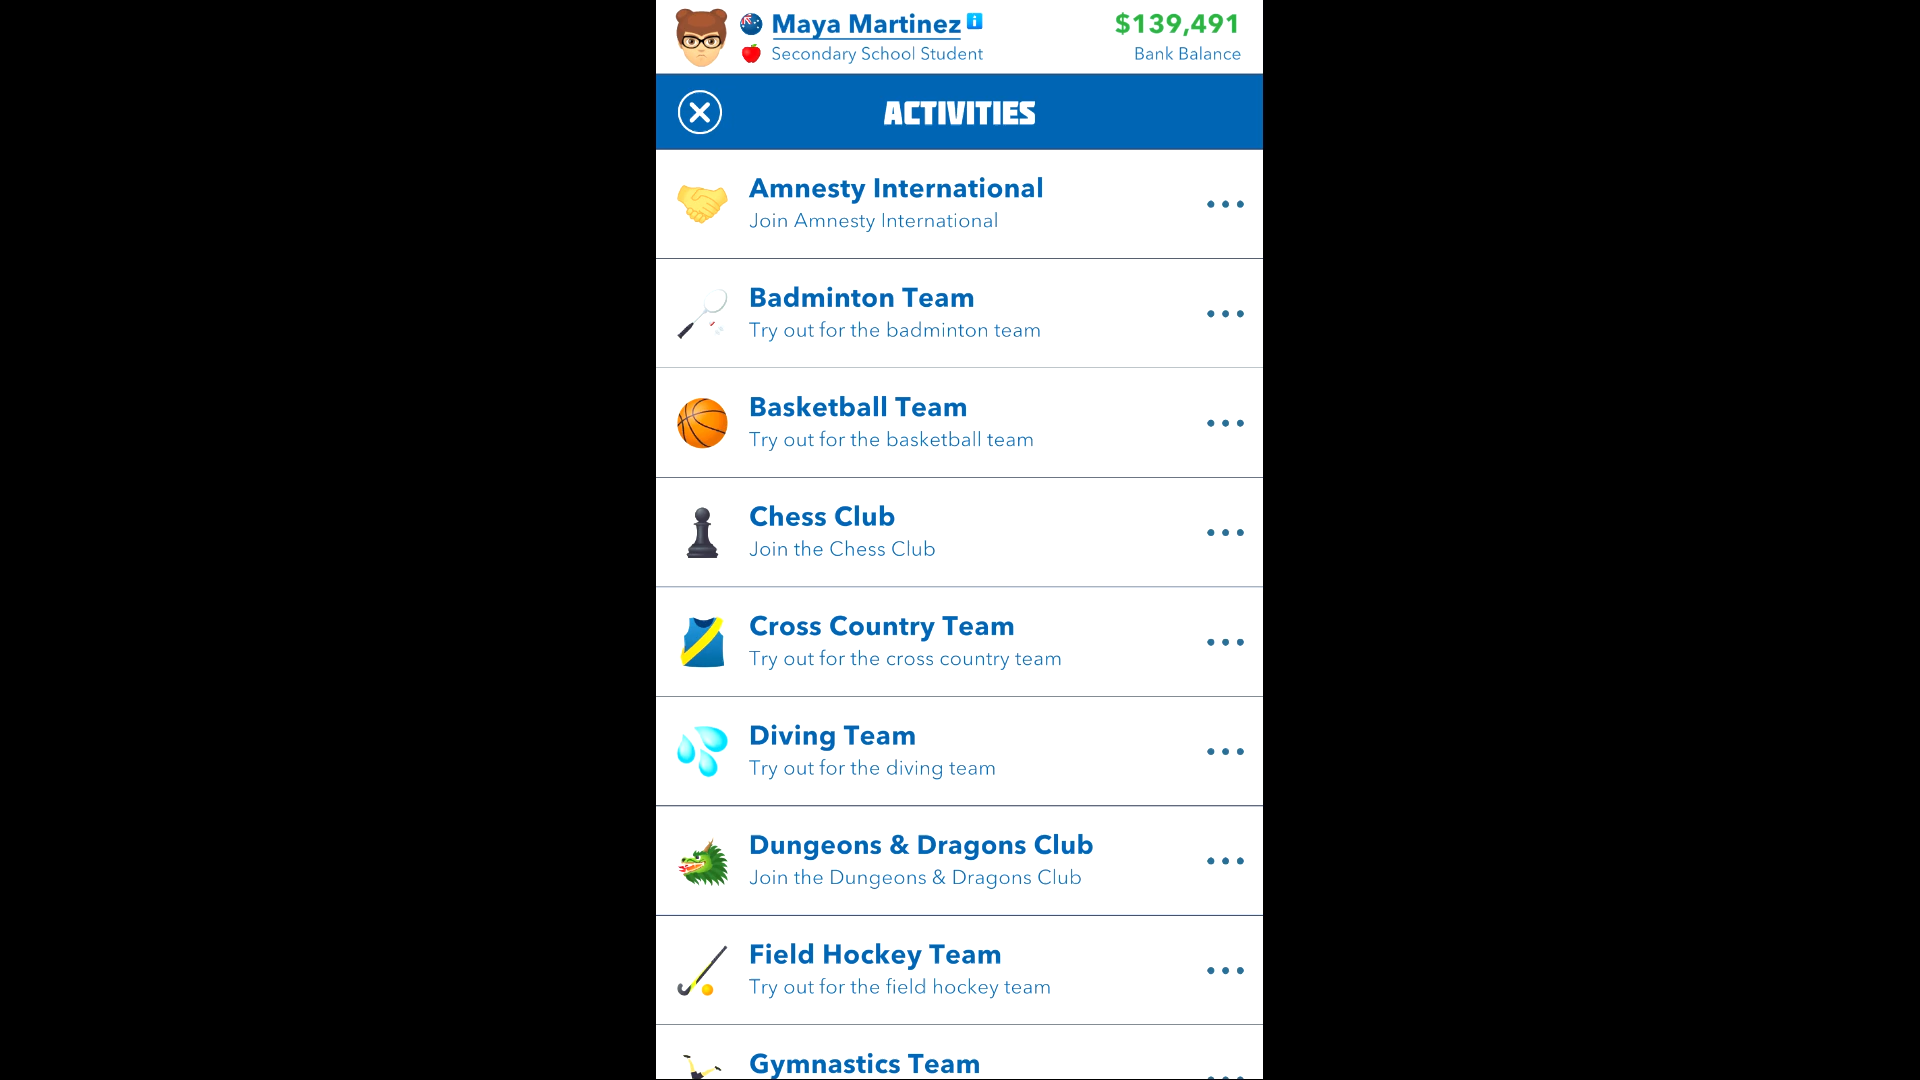 Maya Martinez
$139,491
Secondary School Student
Bank Balance
ACTIVITIES
Amnesty International
Join Amnesty International
Badminton Team
Try out for the badminton team
Basketball Team
Try out for the basketball team
Chess Club
Join the Chess Club
Cross Country Team
Try out for the cross country team
Diving Team
Try out for the diving team
Dungeons & Dragons Club
Join the Dungeons & Dragons Club
Field Hockey Team
Try out for the field hockey team
Gymnastics Team